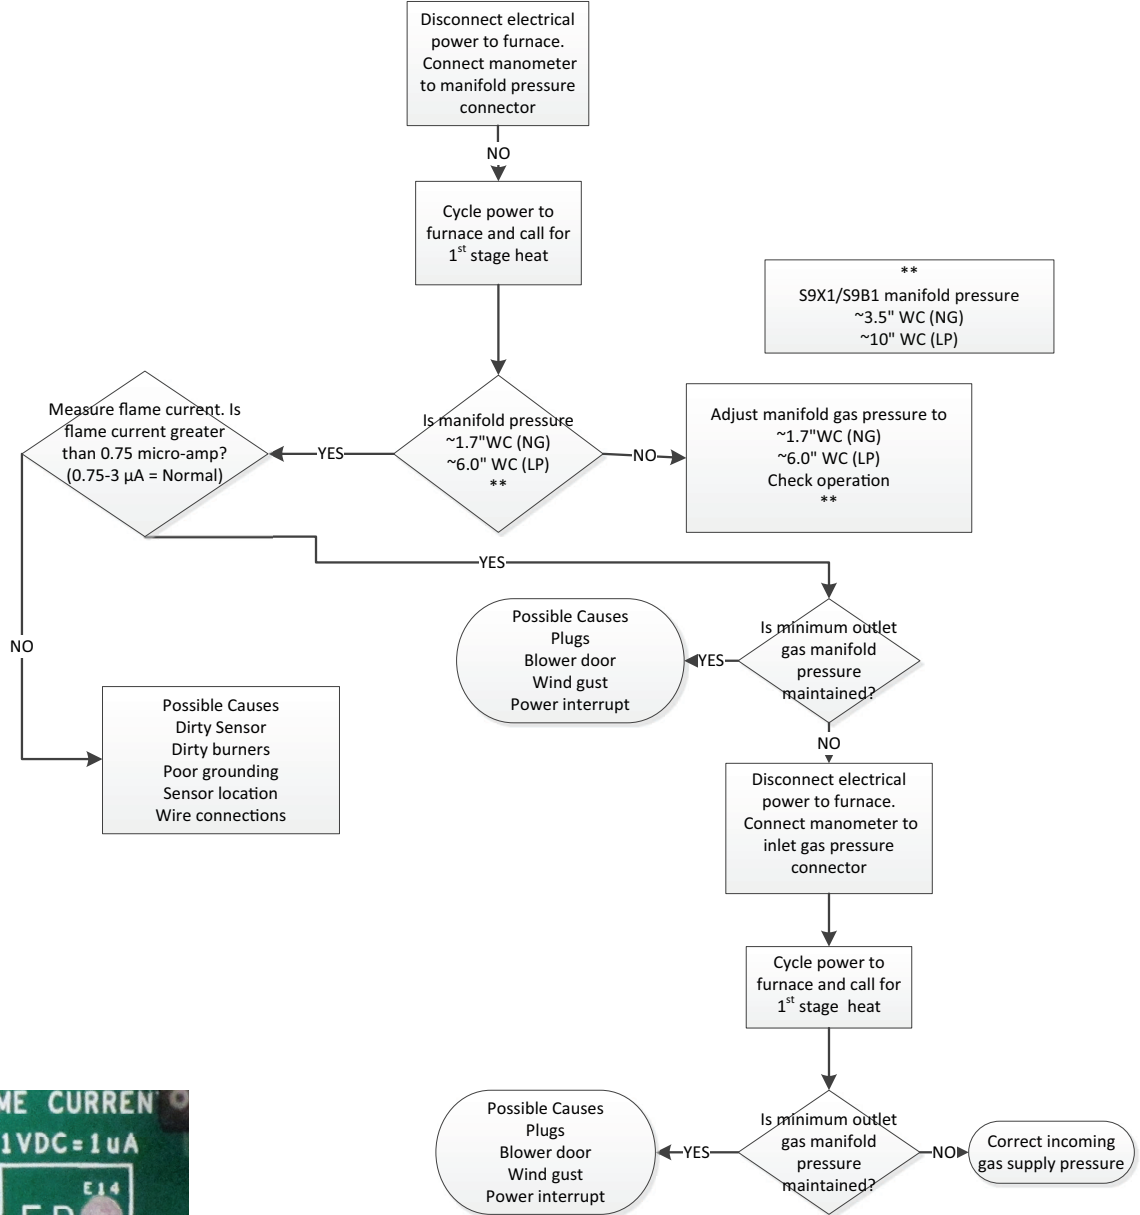 Disconnect electrical
power to furnace.
Connect manometer
to manifold pressure
connector
NO
Cycle power to
furnace and call for
1st stage heat
**
S9X1/S9B1 manifold pressure
~3.5" WC (NG)
~10" WC (LP)
Measure flame current. Is
flame current greater
than 0.75 micro-amp?
(0.75-3 µA = Normal)
YES
Is manifold pressure
~1.7"WC (NG)
~6.0" WC (LP)
**
NO
Adjust manifold gas pressure to
~1.7"WC (NG)
~6.0" WC (LP)
Check operation
**
YES
NO
Possible Causes
Plugs
Blower door
Wind gust
Power interrupt
YES
Is minimum outlet
gas manifold
pressure
maintained?
Possible Causes
Dirty Sensor
Dirty burners
Poor grounding
Sensor location
Wire connections
NO
Disconnect electrical
power to furnace.
Connect manometer to
inlet gas pressure
connector
Cycle power to
furnace and call for
1st stage heat
ME CURREN
1VDC=1uA
E14
Possible Causes
Plugs
Blower door
Wind gust
Power interrupt
YES
Is minimum outlet
gas manifold
pressure
maintained?
NO
Correct incoming
gas supply pressure